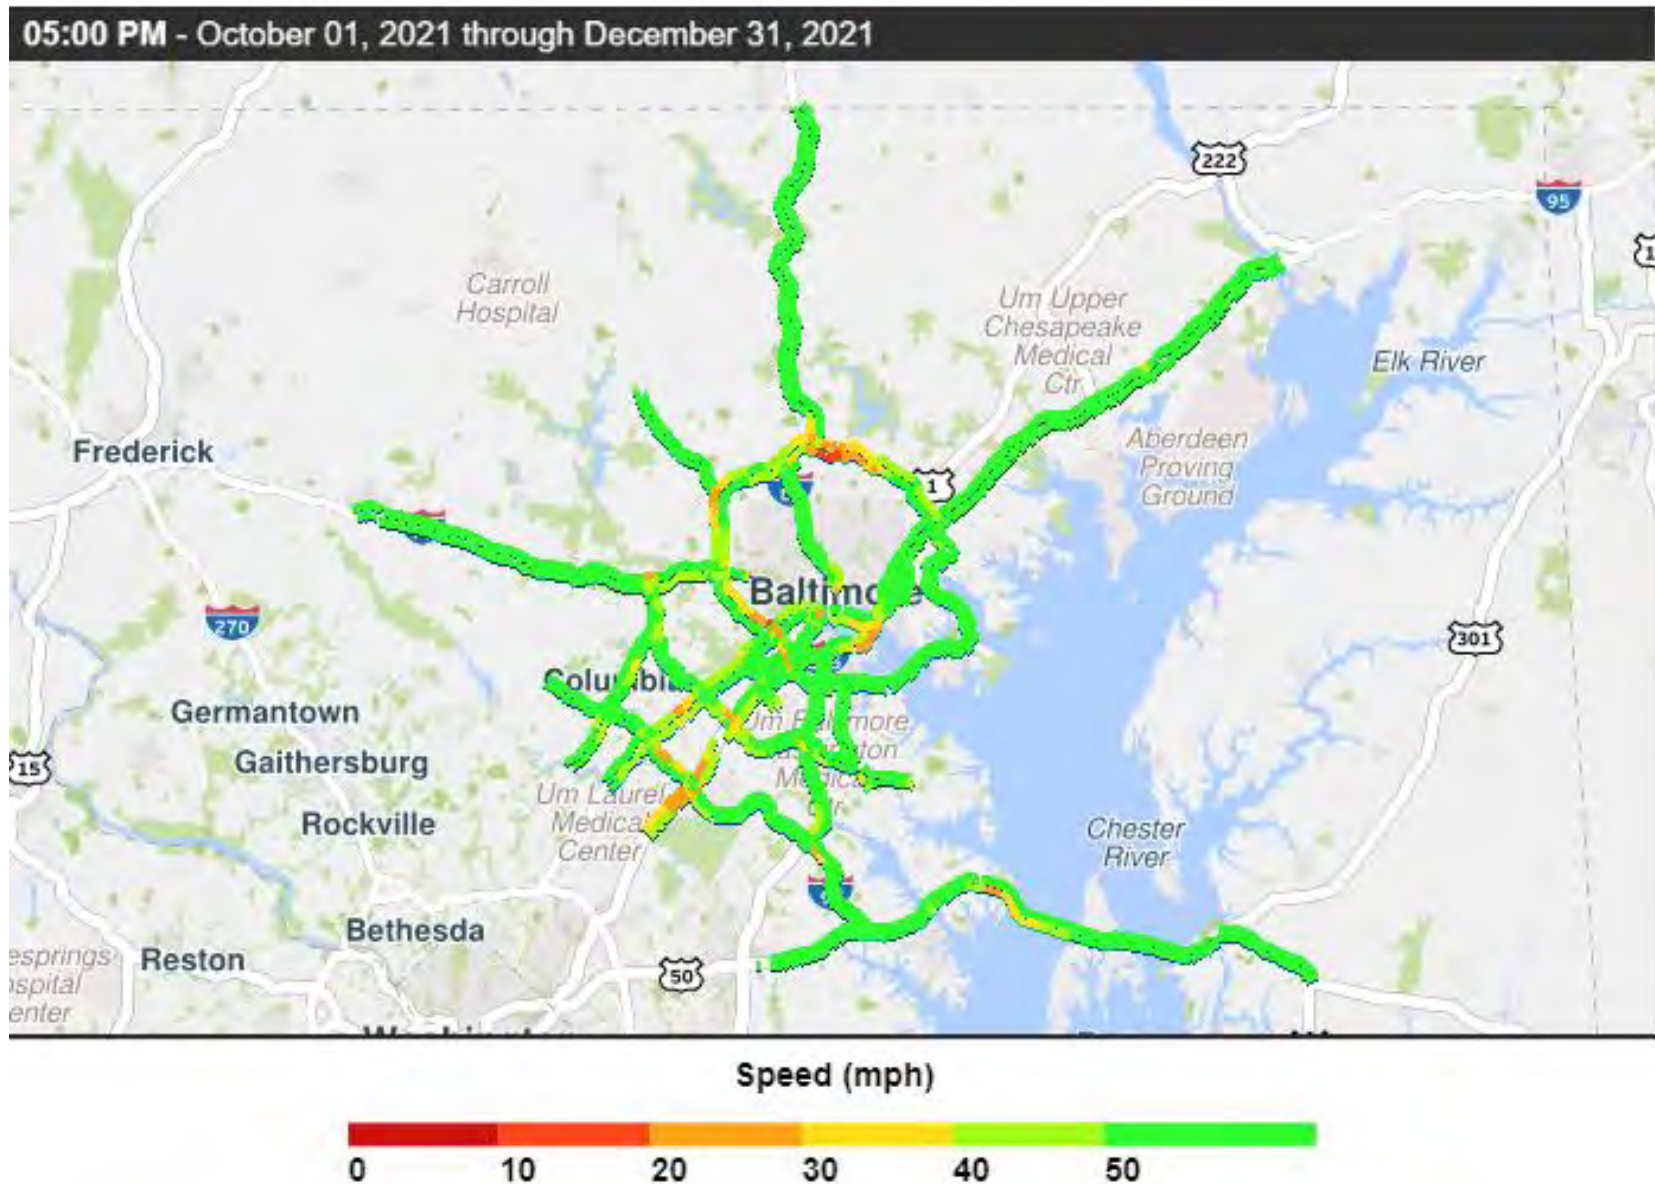 05:00 PM - October 01, 2021 through December 31, 2021
222
95
Carroll
Hospital
Um Upper
Chesapeake
Medical
Ctr
Elk River
Frederick
Aberdeen
Proving
Ground
1
270
Baltimore
301
Columbia
Germantown
Gaithersburg
15
Um Laurel
Medical
Center
Rockville
Chester
River
Bethesda
Reston
50
Speed (mph)
0 10 20 30 40 50